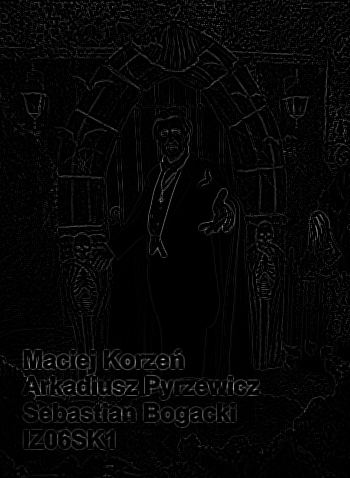 Maciej Korzeń
Arkadiusz Pyrzewicz
Sebastian Bogacki
IZ06SK1